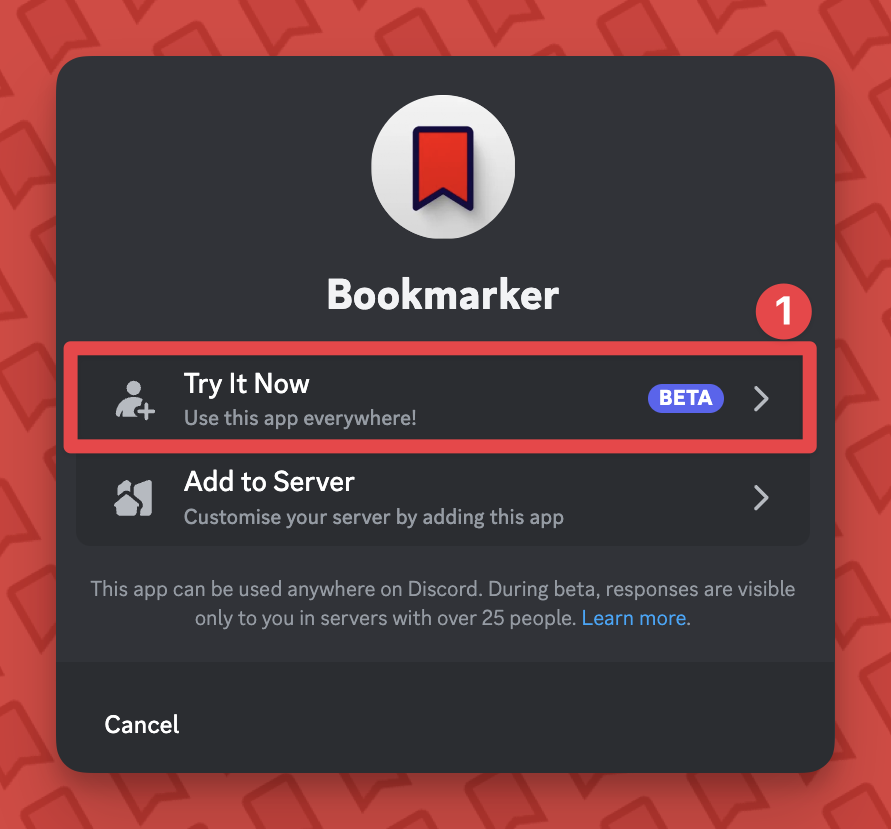 Bookmarker
1
Try It Now
BETA
Use this app everywhere!
Add to Server
Customise your server by adding this app
This app can be used anywhere on Discord. During beta, responses are visible
only to you in servers with over 25 people. Learn more.
Cancel